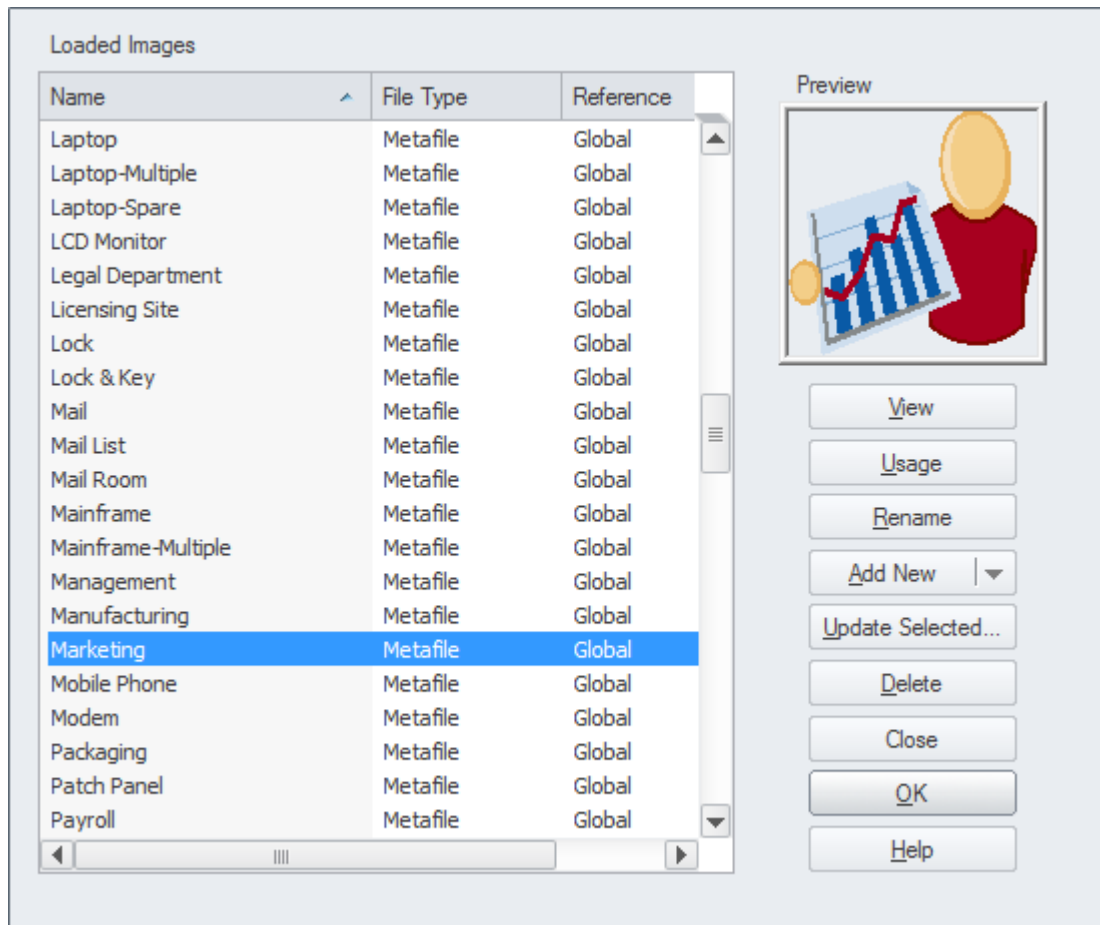 Loaded Images
Name File Type Reference
Laptop Metafile Global
Laptop-Multiple Metafile Global
Laptop-Spare Metafile Global
LCD Monitor Metafile Global
Legal Department Metafile Global
Licensing Site Metafile Global
Lock Metafile Global
Lock & Key Metafile Global
Mail Metafile Global
Mail List Metafile Global
Mail Room Metafile Global
Mainframe Metafile Global
Mainframe-Multiple Metafile Global
Management Metafile Global
Manufacturing Metafile Global
Marketing Metafile Global
Mobile Phone Metafile Global
Modem Metafile Global
Packaging Metafile Global
Patch Panel Metafile Global
Payroll Metafile Global
Preview
View
Usage
Rename
Add New
Update Selected...
Delete
Close
OK
Help